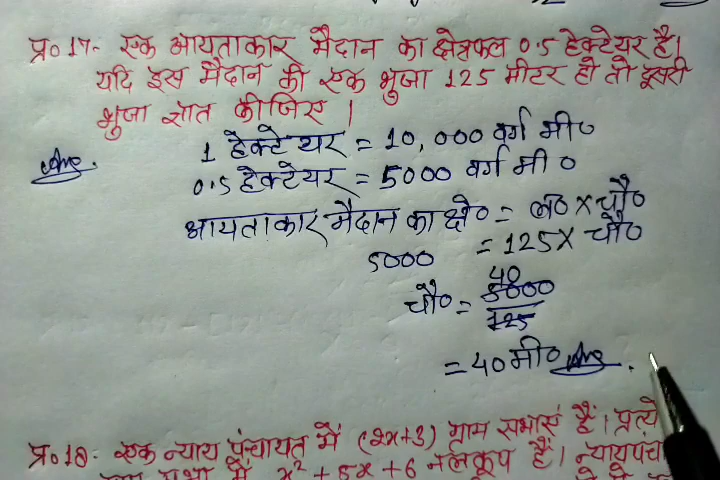 प्र० 17- एक आयताकार मैदान का क्षेत्रफल 0.5 हेक्टेयर है।
यदि इस मैदान की एक भुजा 125 मीटर हो तो दूसरी
भुजा ज्ञात कीजिए ।
Ans. 1 हेक्टेयर = 10,000 वर्ग मी०
0.5 हेक्टेयर = 5000 वर्ग मी०
आयताकार मैदान का क्षे० = ल० × चौ०
5000 = 125 × चौ०
40
चौ० = 5000
125
= 40 मी० Ans.
प्र० 18- एक न्याय पंचायत में (2x+3) ग्राम सभाएं हैं। प्रत्ये
x² + 5x + 6 नलकूप हैं। न्यायपंचा